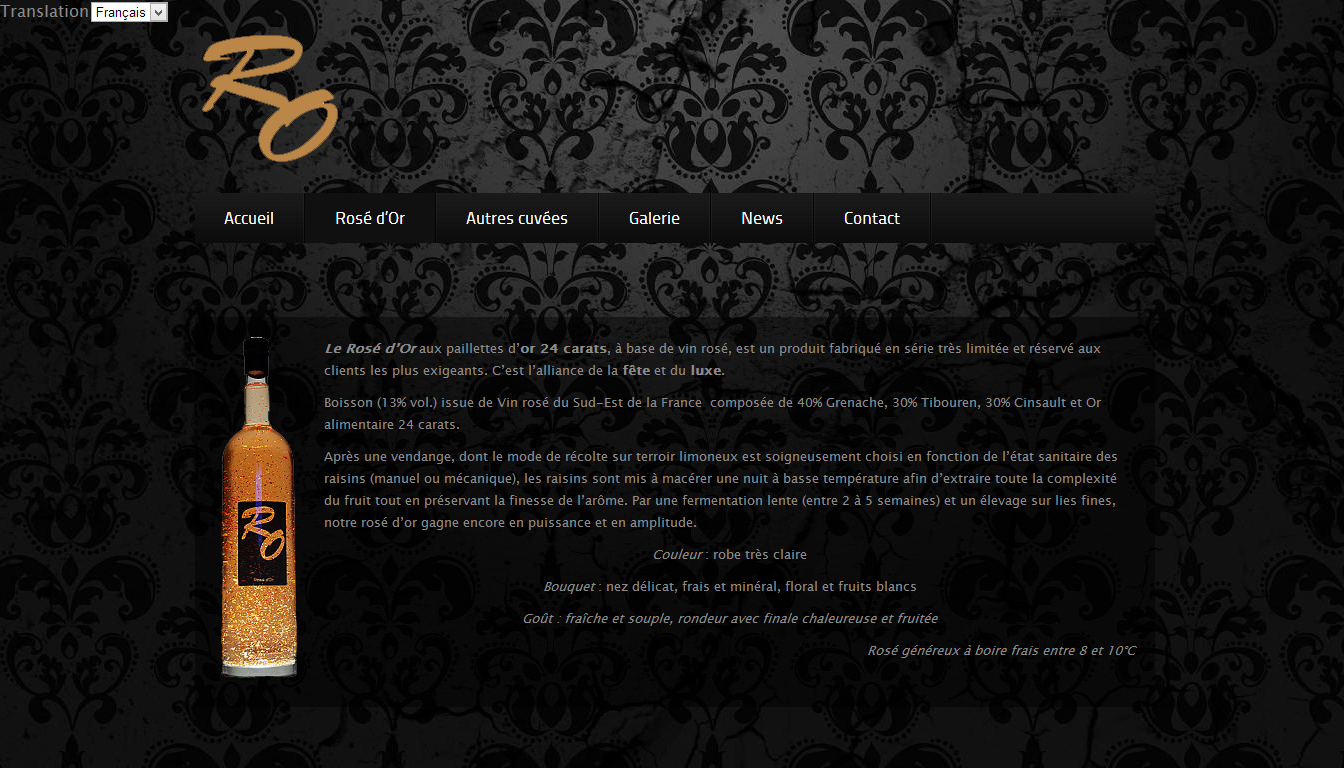 Translation Français
RO
Accueil Rosé d'Or Autres cuvées Galerie News Contact
Le Rosé d'Or aux paillettes d'or 24 carats, à base de vin rosé, est un produit fabriqué en série très limitée et réservé aux
clients les plus exigeants. C'est l'alliance de la fête et du luxe.
Boisson (13% vol.) issue de Vin rosé du Sud-Est de la France composée de 40% Grenache, 30% Tibouren, 30% Cinsault et Or
alimentaire 24 carats.
Après une vendange, dont le mode de récolte sur terroir limoneux est soigneusement choisi en fonction de l'état sanitaire des
raisins (manuel ou mécanique), les raisins sont mis à macérer une nuit à basse température afin d'extraire toute la complexité
du fruit tout en préservant la finesse de l'arôme. Par une fermentation lente (entre 2 à 5 semaines) et un élevage sur lies fines,
notre rosé d'or gagne encore en puissance et en amplitude.
RO
Rosé d'Or
Couleur : robe très claire
Bouquet : nez délicat, frais et minéral, floral et fruits blancs
Goût : fraîche et souple, rondeur avec finale chaleureuse et fruitée
Rosé généreux à boire frais entre 8 et 10°C